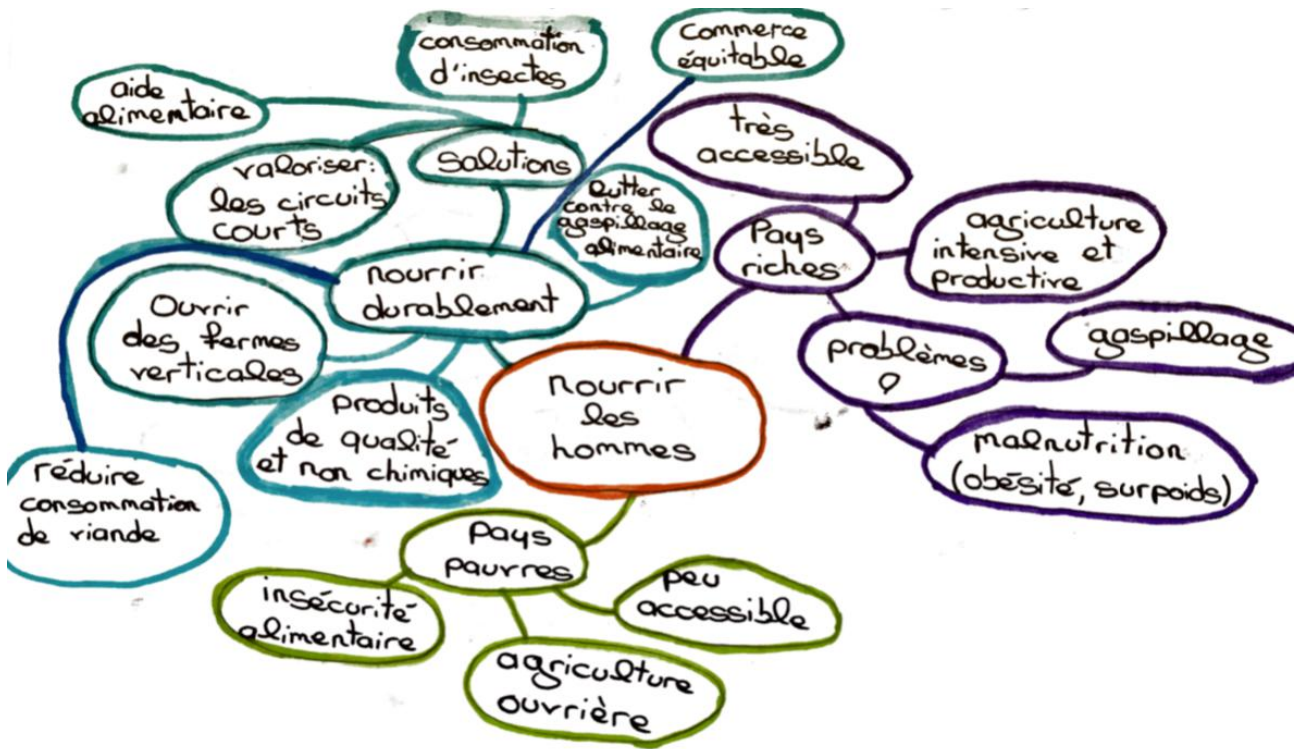 consommation
d'insectes
commerce
équitable
aide
alimentaire
très
accessible
valoriser:
les circuits
courts
Salutions
lutter
contre le
gaspillage
alimentaire
Pays
riches
agriculture
intensive et
productive
nourrir
durablement
Ouvrir
des fermes
verticales
problèmes
?
gaspillage
nourrir
les
hommes
produits
de qualité
et non chimiques
malnutrition
(obésité, surpoids)
réduire
consommation
de viande
Pays
pauvres
insécurité
alimentaire
peu
accessible
agriculture
ouvrière